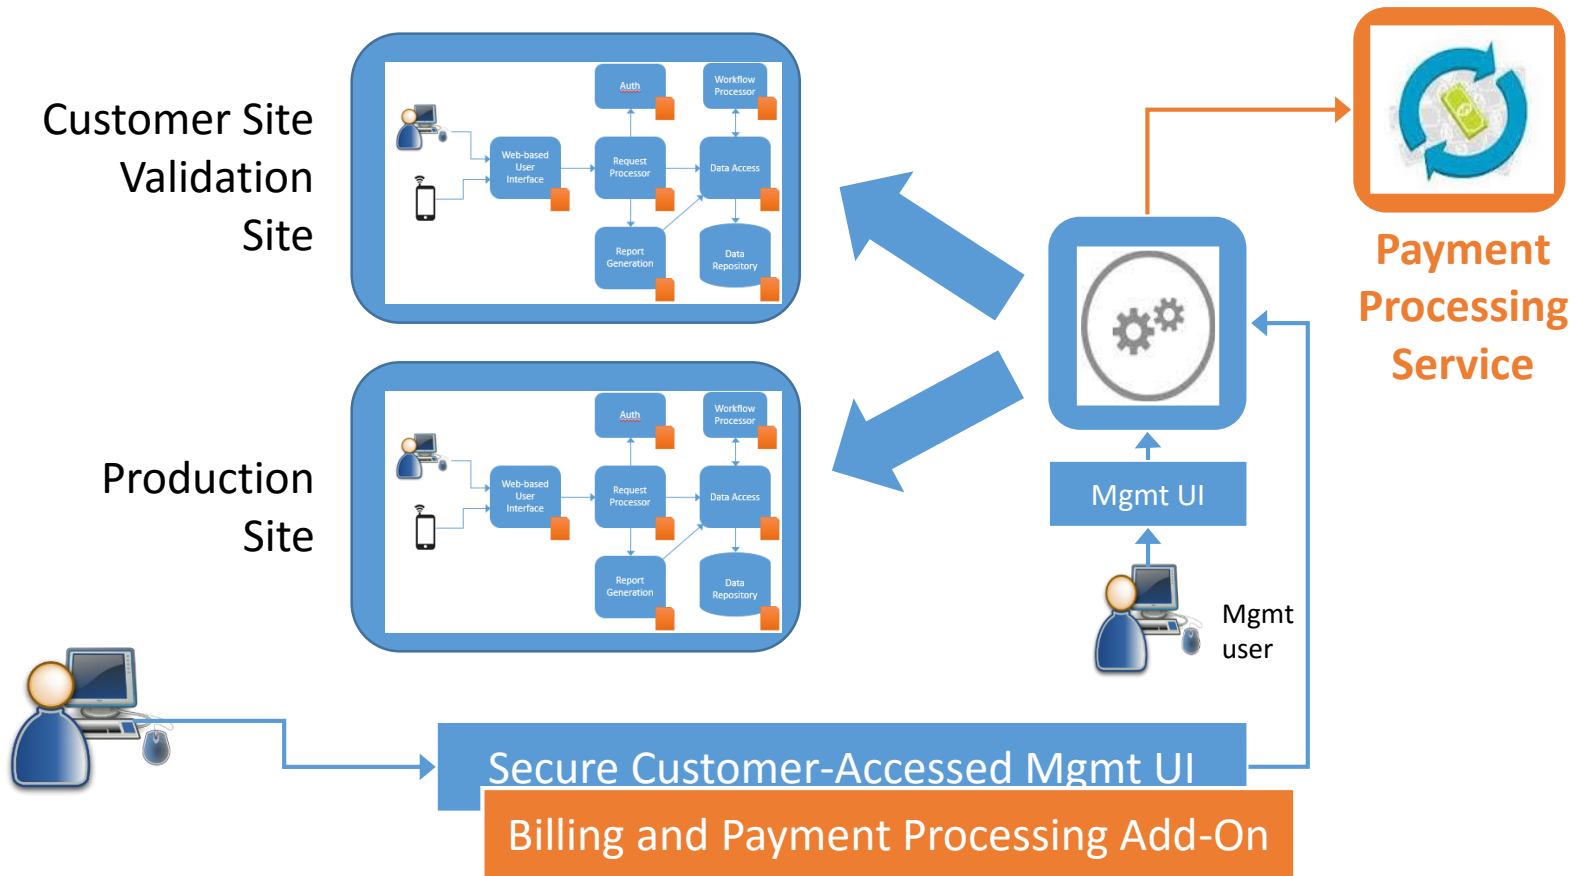 Customer Site
Validation
Site
Auth
Workflow
Processor
Web-based
User
Interface
Request
Processor
Data Access
Report
Generation
Data
Repository
Payment
Processing
Service
Production
Site
Auth
Workflow
Processor
Web-based
User
Interface
Request
Processor
Data Access
Report
Generation
Data
Repository
Mgmt UI
Mgmt
user
Secure Customer-Accessed Mgmt UI
Billing and Payment Processing Add-On